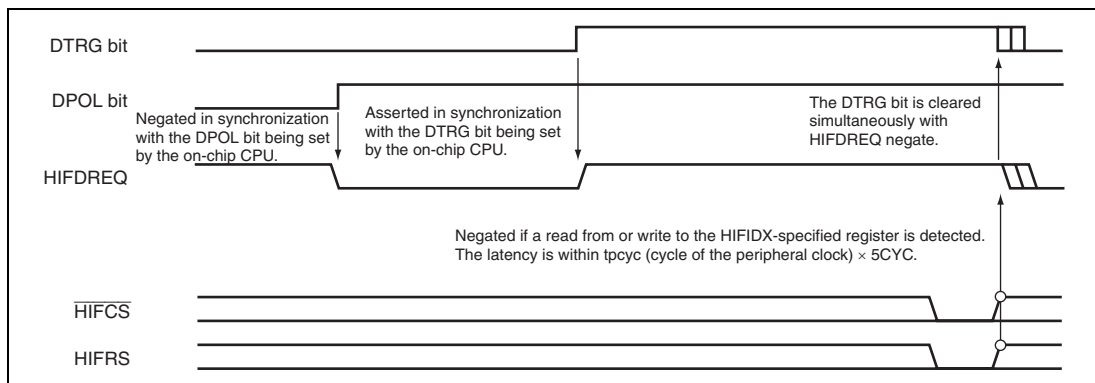 DTRG bit
DPOL bit
Negated in synchronization
with the DPOL bit being set
by the on-chip CPU.
Asserted in synchronization
with the DTRG bit being set
by the on-chip CPU.
The DTRG bit is cleared
simultaneously with
HIFDREQ negate.
HIFDREQ
Negated if a read from or write to the HIFIDX-specified register is detected.
The latency is within tpcyc (cycle of the peripheral clock) × 5CYC.
HIFCS
HIFRS